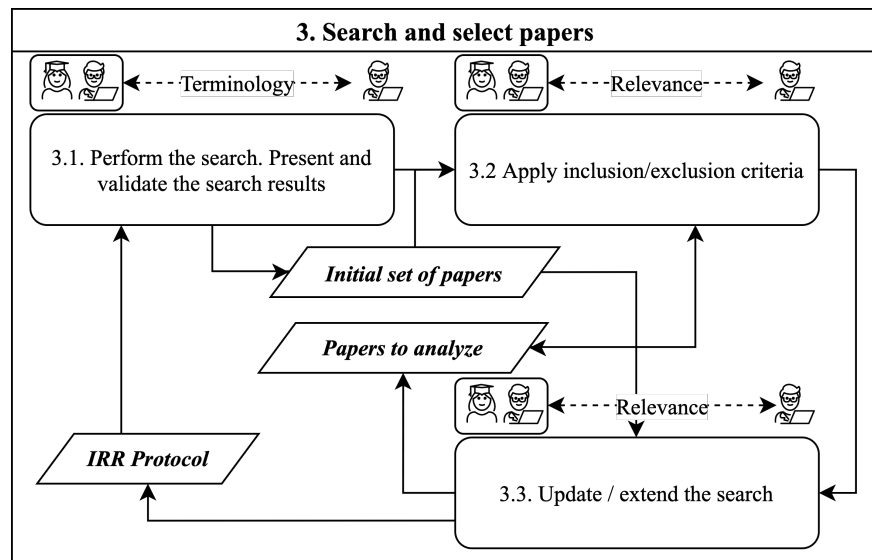 3. Search and select papers
Terminology
Relevance
3.1. Perform the search. Present and
validate the search results
3.2 Apply inclusion/exclusion criteria
Initial set of papers
Papers to analyze
Relevance
IRR Protocol
3.3. Update / extend the search